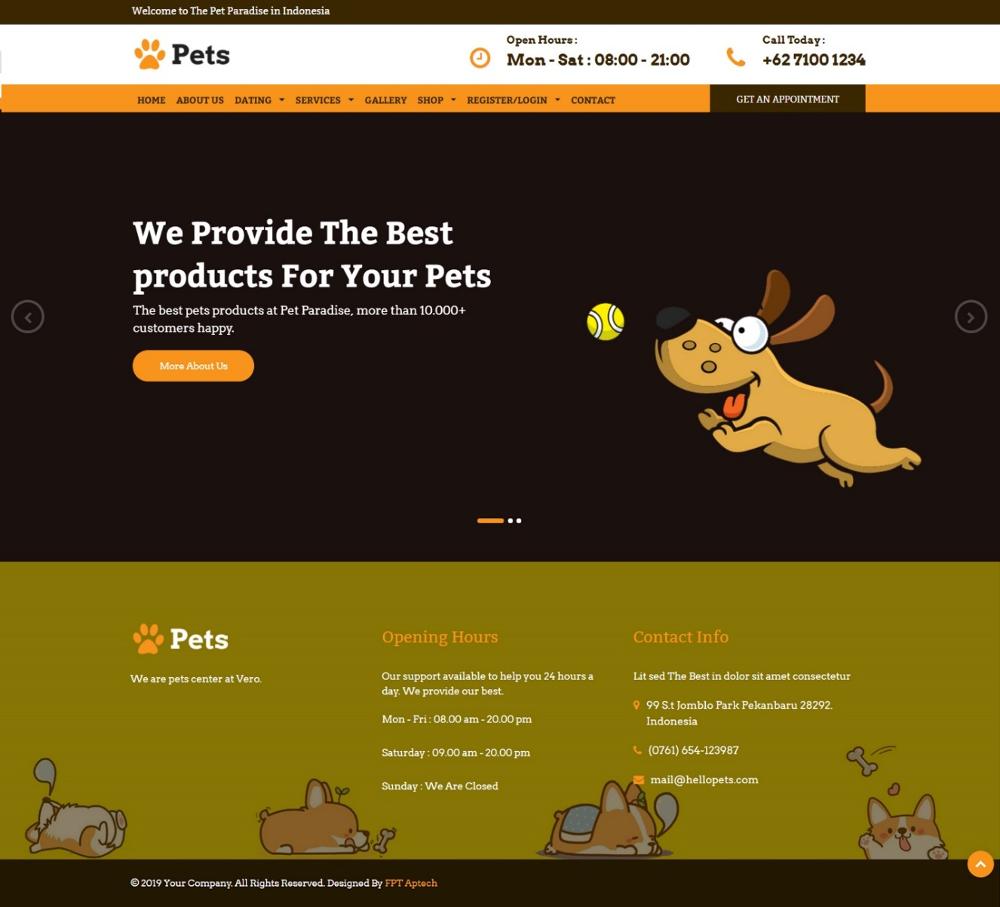 Welcome to The Pet Paradise in Indonesia
Pets
Open Hours :
Mon - Sat : 08:00 - 21:00
Call Today :
+62 7100 1234
HOME ABOUT US DATING SERVICES GALLERY SHOP REGISTER/LOGIN CONTACT
GET AN APPOINTMENT
We Provide The Best
products For Your Pets
The best pets products at Pet Paradise, more than 10.000+
customers happy.
More About Us
Pets
We are pets center at Vero.
Opening Hours
Our support available to help you 24 hours a
day. We provide our best.
Mon - Fri : 08.00 am - 20.00 pm
Saturday : 09.00 am - 20.00 pm
Sunday : We Are Closed
Contact Info
Lit sed The Best in dolor sit amet consectetur
99 S.t Jomblo Park Pekanbaru 28292.
Indonesia
(0761) 654-123987
mail@hellopets.com
© 2019 Your Company. All Rights Reserved. Designed By FPT Aptech